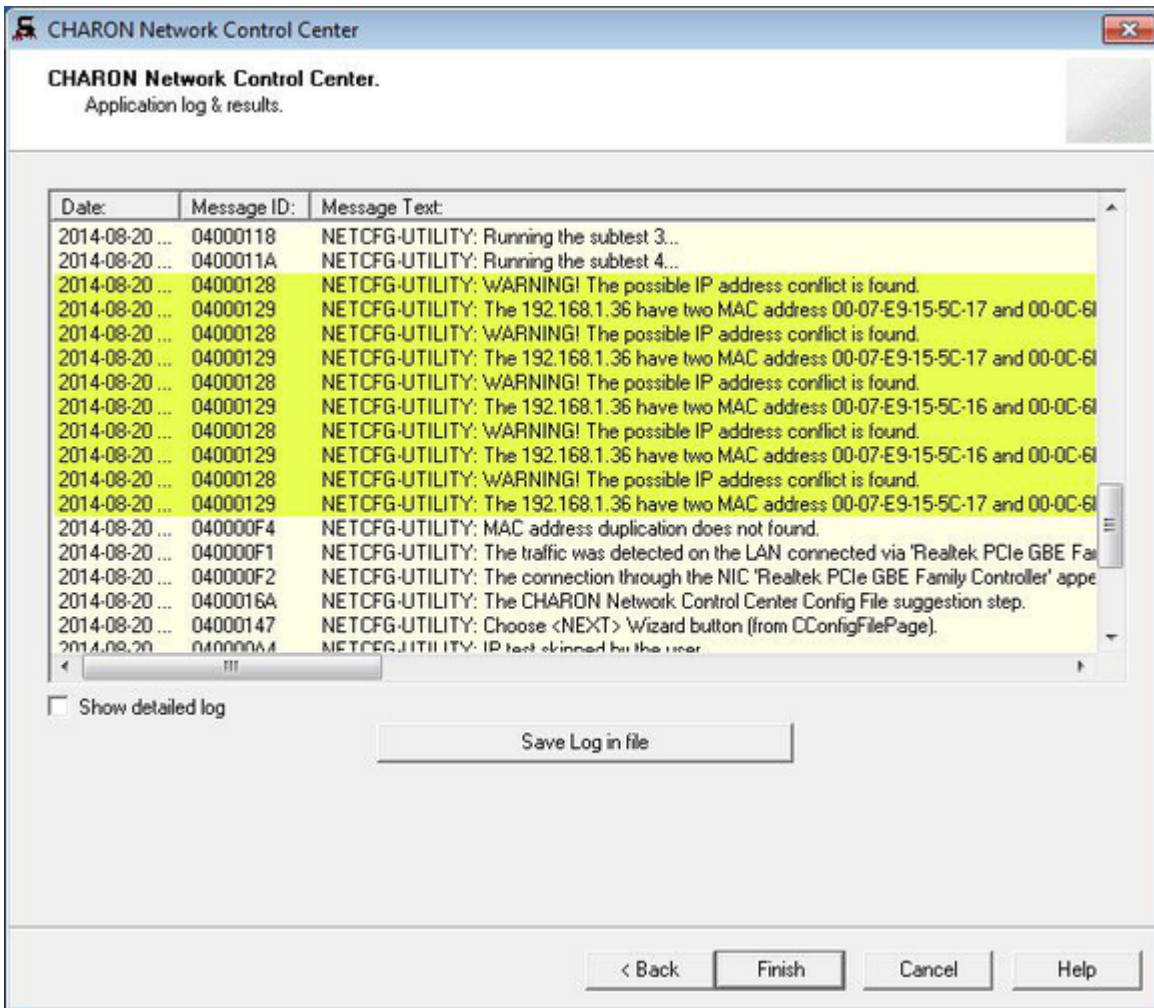 CHARON Network Control Center
CHARON Network Control Center.
Application log & results.
Date: Message ID: Message Text:
2014-08-20 ... 04000118 NETCFG-UTILITY: Running the subtest 3...
2014-08-20 ... 0400011A NETCFG-UTILITY: Running the subtest 4...
2014-08-20 ... 04000128 NETCFG-UTILITY: WARNING! The possible IP address conflict is found.
2014-08-20 ... 04000129 NETCFG-UTILITY: The 192.168.1.36 have two MAC address 00-07-E9-15-5C-17 and 00-0C-6
2014-08-20 ... 04000128 NETCFG-UTILITY: WARNING! The possible IP address conflict is found.
2014-08-20 ... 04000129 NETCFG-UTILITY: The 192.168.1.36 have two MAC address 00-07-E9-15-5C-17 and 00-0C-6
2014-08-20 ... 04000128 NETCFG-UTILITY: WARNING! The possible IP address conflict is found.
2014-08-20 ... 04000129 NETCFG-UTILITY: The 192.168.1.36 have two MAC address 00-07-E9-15-5C-16 and 00-0C-6
2014-08-20 ... 04000128 NETCFG-UTILITY: WARNING! The possible IP address conflict is found.
2014-08-20 ... 04000129 NETCFG-UTILITY: The 192.168.1.36 have two MAC address 00-07-E9-15-5C-16 and 00-0C-6
2014-08-20 ... 04000128 NETCFG-UTILITY: WARNING! The possible IP address conflict is found.
2014-08-20 ... 04000129 NETCFG-UTILITY: The 192.168.1.36 have two MAC address 00-07-E9-15-5C-17 and 00-0C-6
2014-08-20 ... 040000F4 NETCFG-UTILITY: MAC address duplication does not found.
2014-08-20 ... 040000F1 NETCFG-UTILITY: The traffic was detected on the LAN connected via 'Realtek PCIe GBE Fa
2014-08-20 ... 040000F2 NETCFG-UTILITY: The connection through the NIC 'Realtek PCIe GBE Family Controller' appe
2014-08-20 ... 0400016A NETCFG-UTILITY: The CHARON Network Control Center Config File suggestion step.
2014-08-20 ... 04000147 NETCFG-UTILITY: Choose <NEXT> Wizard button (from CConfigFilePage).
2014-08-20 ... 040000A4 NETCFG-UTILITY: IP test skipped by the user
Show detailed log
Save Log in file
< Back Finish Cancel Help